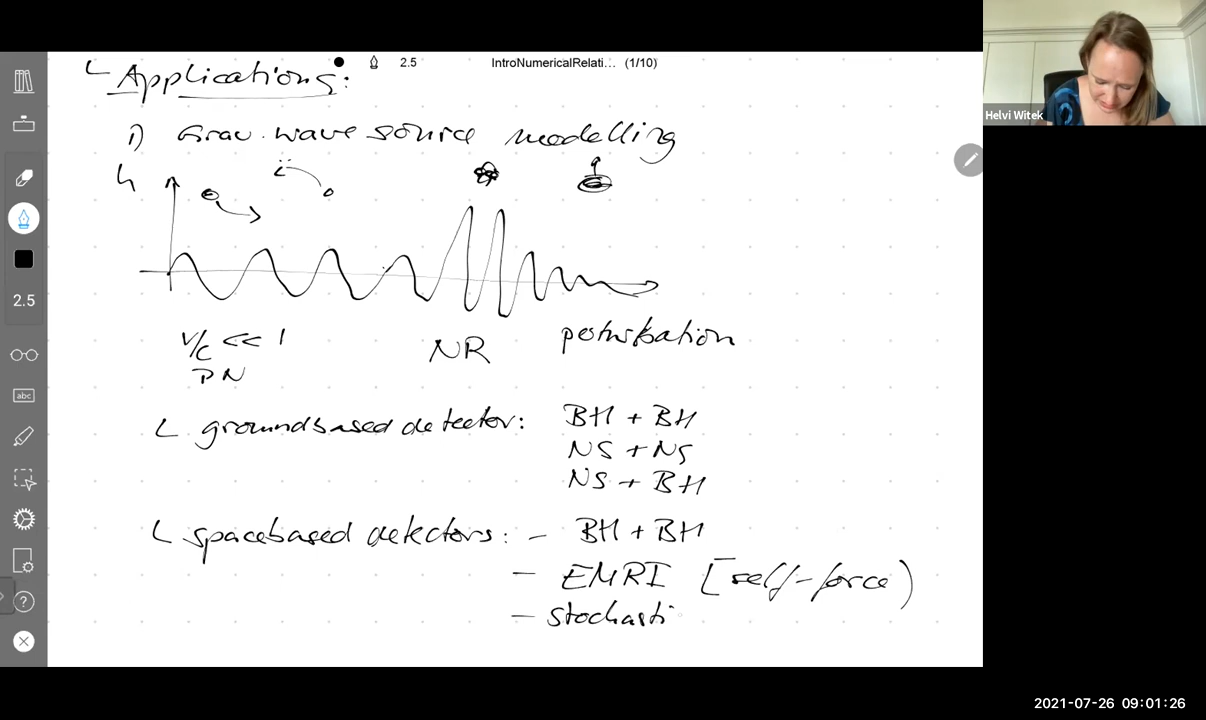 2.5 IntroNumericalRelati... (1/10)
Applications:
Helvi Witek
1) Grav. wave source modelling
h
v/c << 1
PN
NR
perturbation
2.5
abc
groundbased detector: BH + BH
NS + NS
NS + BH
spacebased detectors: - BH + BH
- EMRI [self-force)
- stochasti
2021-07-26 09:01:26